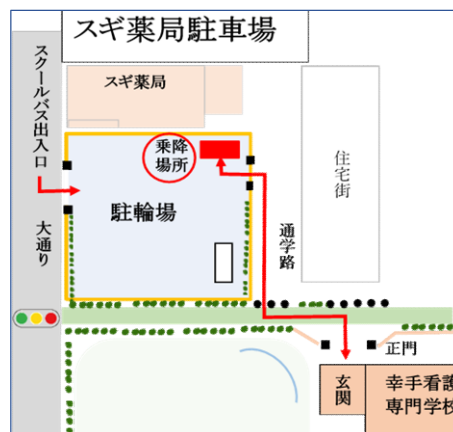 スギ薬局駐車場
スギ薬局
スクールバス出入口
乗降
場所
住宅街
駐輪場
大通り
通学路
正門
玄関
幸手看護
専門学校